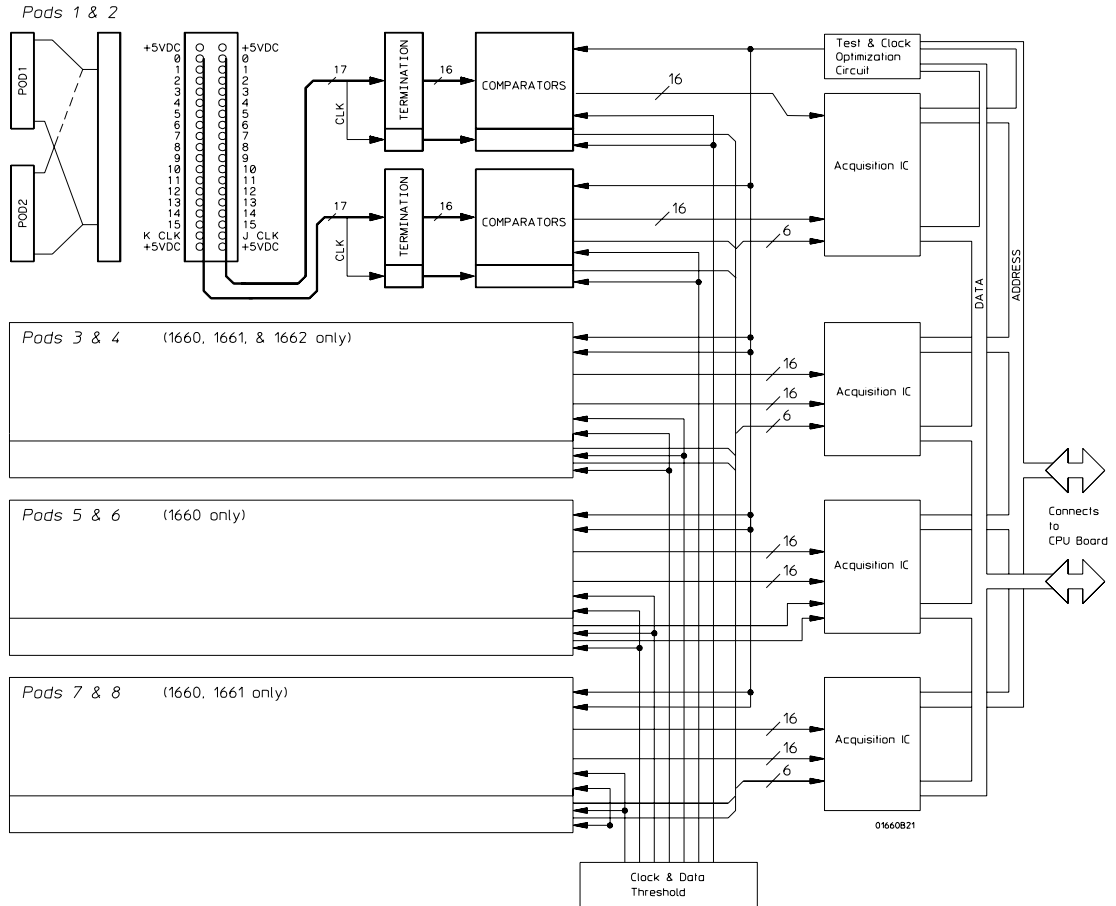 Pods 1 & 2
POD1
POD2
+5VDC +5VDC
0 0
1 1
2 2
3 3
4 4
5 5
6 6
7 7
8 8
9 9
10 10
11 11
12 12
13 13
14 14
15 15
K CLK J CLK
+5VDC +5VDC
17
CLK
TERMINATION
16
COMPARATORS
16
17
CLK
TERMINATION
16
COMPARATORS
16
6
Test & Clock
Optimization
Circuit
Acquisition IC
DATA
ADDRESS
Pods 3 & 4 (1660, 1661, & 1662 only)
16
16
6
Acquisition IC
Pods 5 & 6 (1660 only)
16
16
Acquisition IC
Connects
to
CPU Board
Pods 7 & 8 (1660, 1661 only)
16
16
6
Acquisition IC
01660B21
Clock & Data
Threshold